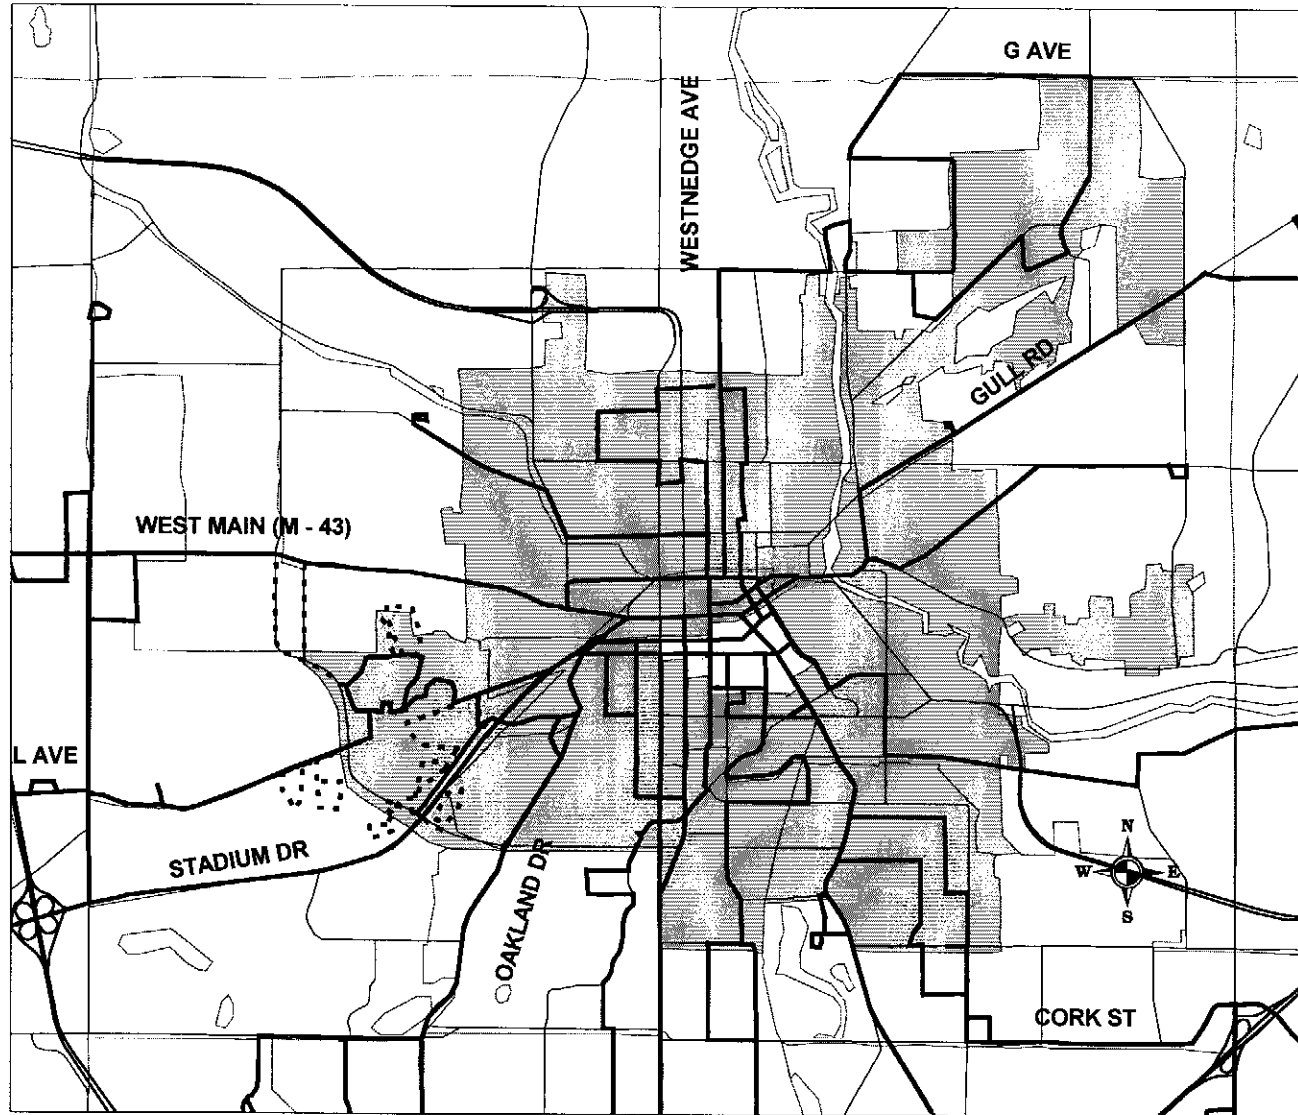 G AVE
WESTNEDGE AVE
GULL RD
WEST MAIN (M - 43)
L AVE
STADIUM DR
OAKLAND DR
N
W E
S
CORK ST